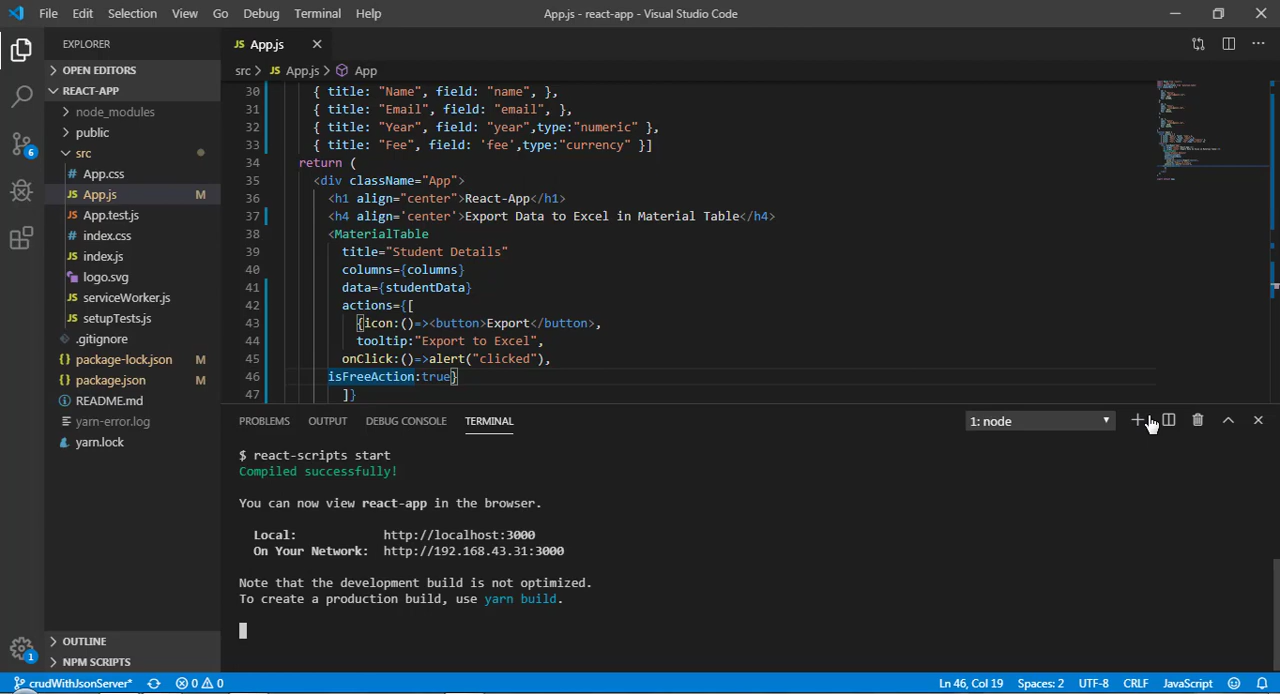 File Edit Selection View Go Debug Terminal Help App.js - react-app - Visual Studio Code
EXPLORER
JS App.js
OPEN EDITORS
src JS App.js App
REACT-APP
node_modules
public
src
# App.css
JS App.js M
JS App.test.js
# index.css
JS index.js
logo.svg
JS serviceWorker.js
JS setupTests.js
.gitignore
{} package-lock.json M
{} package.json M
README.md
yarn-error.log
yarn.lock
OUTLINE
NPM SCRIPTS
6
1
30 { title: "Name", field: "name", },
31 { title: "Email", field: "email", },
32 { title: "Year", field: "year",type:"numeric" },
33 { title: "Fee", field: 'fee',type:"currency" }]
34 return (
35 <div className="App">
36 <h1 align="center">React-App</h1>
37 <h4 align='center'>Export Data to Excel in Material Table</h4>
38 <MaterialTable
39 title="Student Details"
40 columns={columns}
41 data={studentData}
42 actions={[
43 {icon:()=><button>Export</button>,
44 tooltip:"Export to Excel",
45 onClick:()=>alert("clicked"),
46 isFreeAction:true}
47 ]}
PROBLEMS OUTPUT DEBUG CONSOLE TERMINAL 1: node
$ react-scripts start
Compiled successfully!
You can now view react-app in the browser.
Local: http://localhost:3000
On Your Network: http://192.168.43.31:3000
Note that the development build is not optimized.
To create a production build, use yarn build.
crudWithJsonServer* 0 0 Ln 46, Col 19 Spaces: 2 UTF-8 CRLF JavaScript